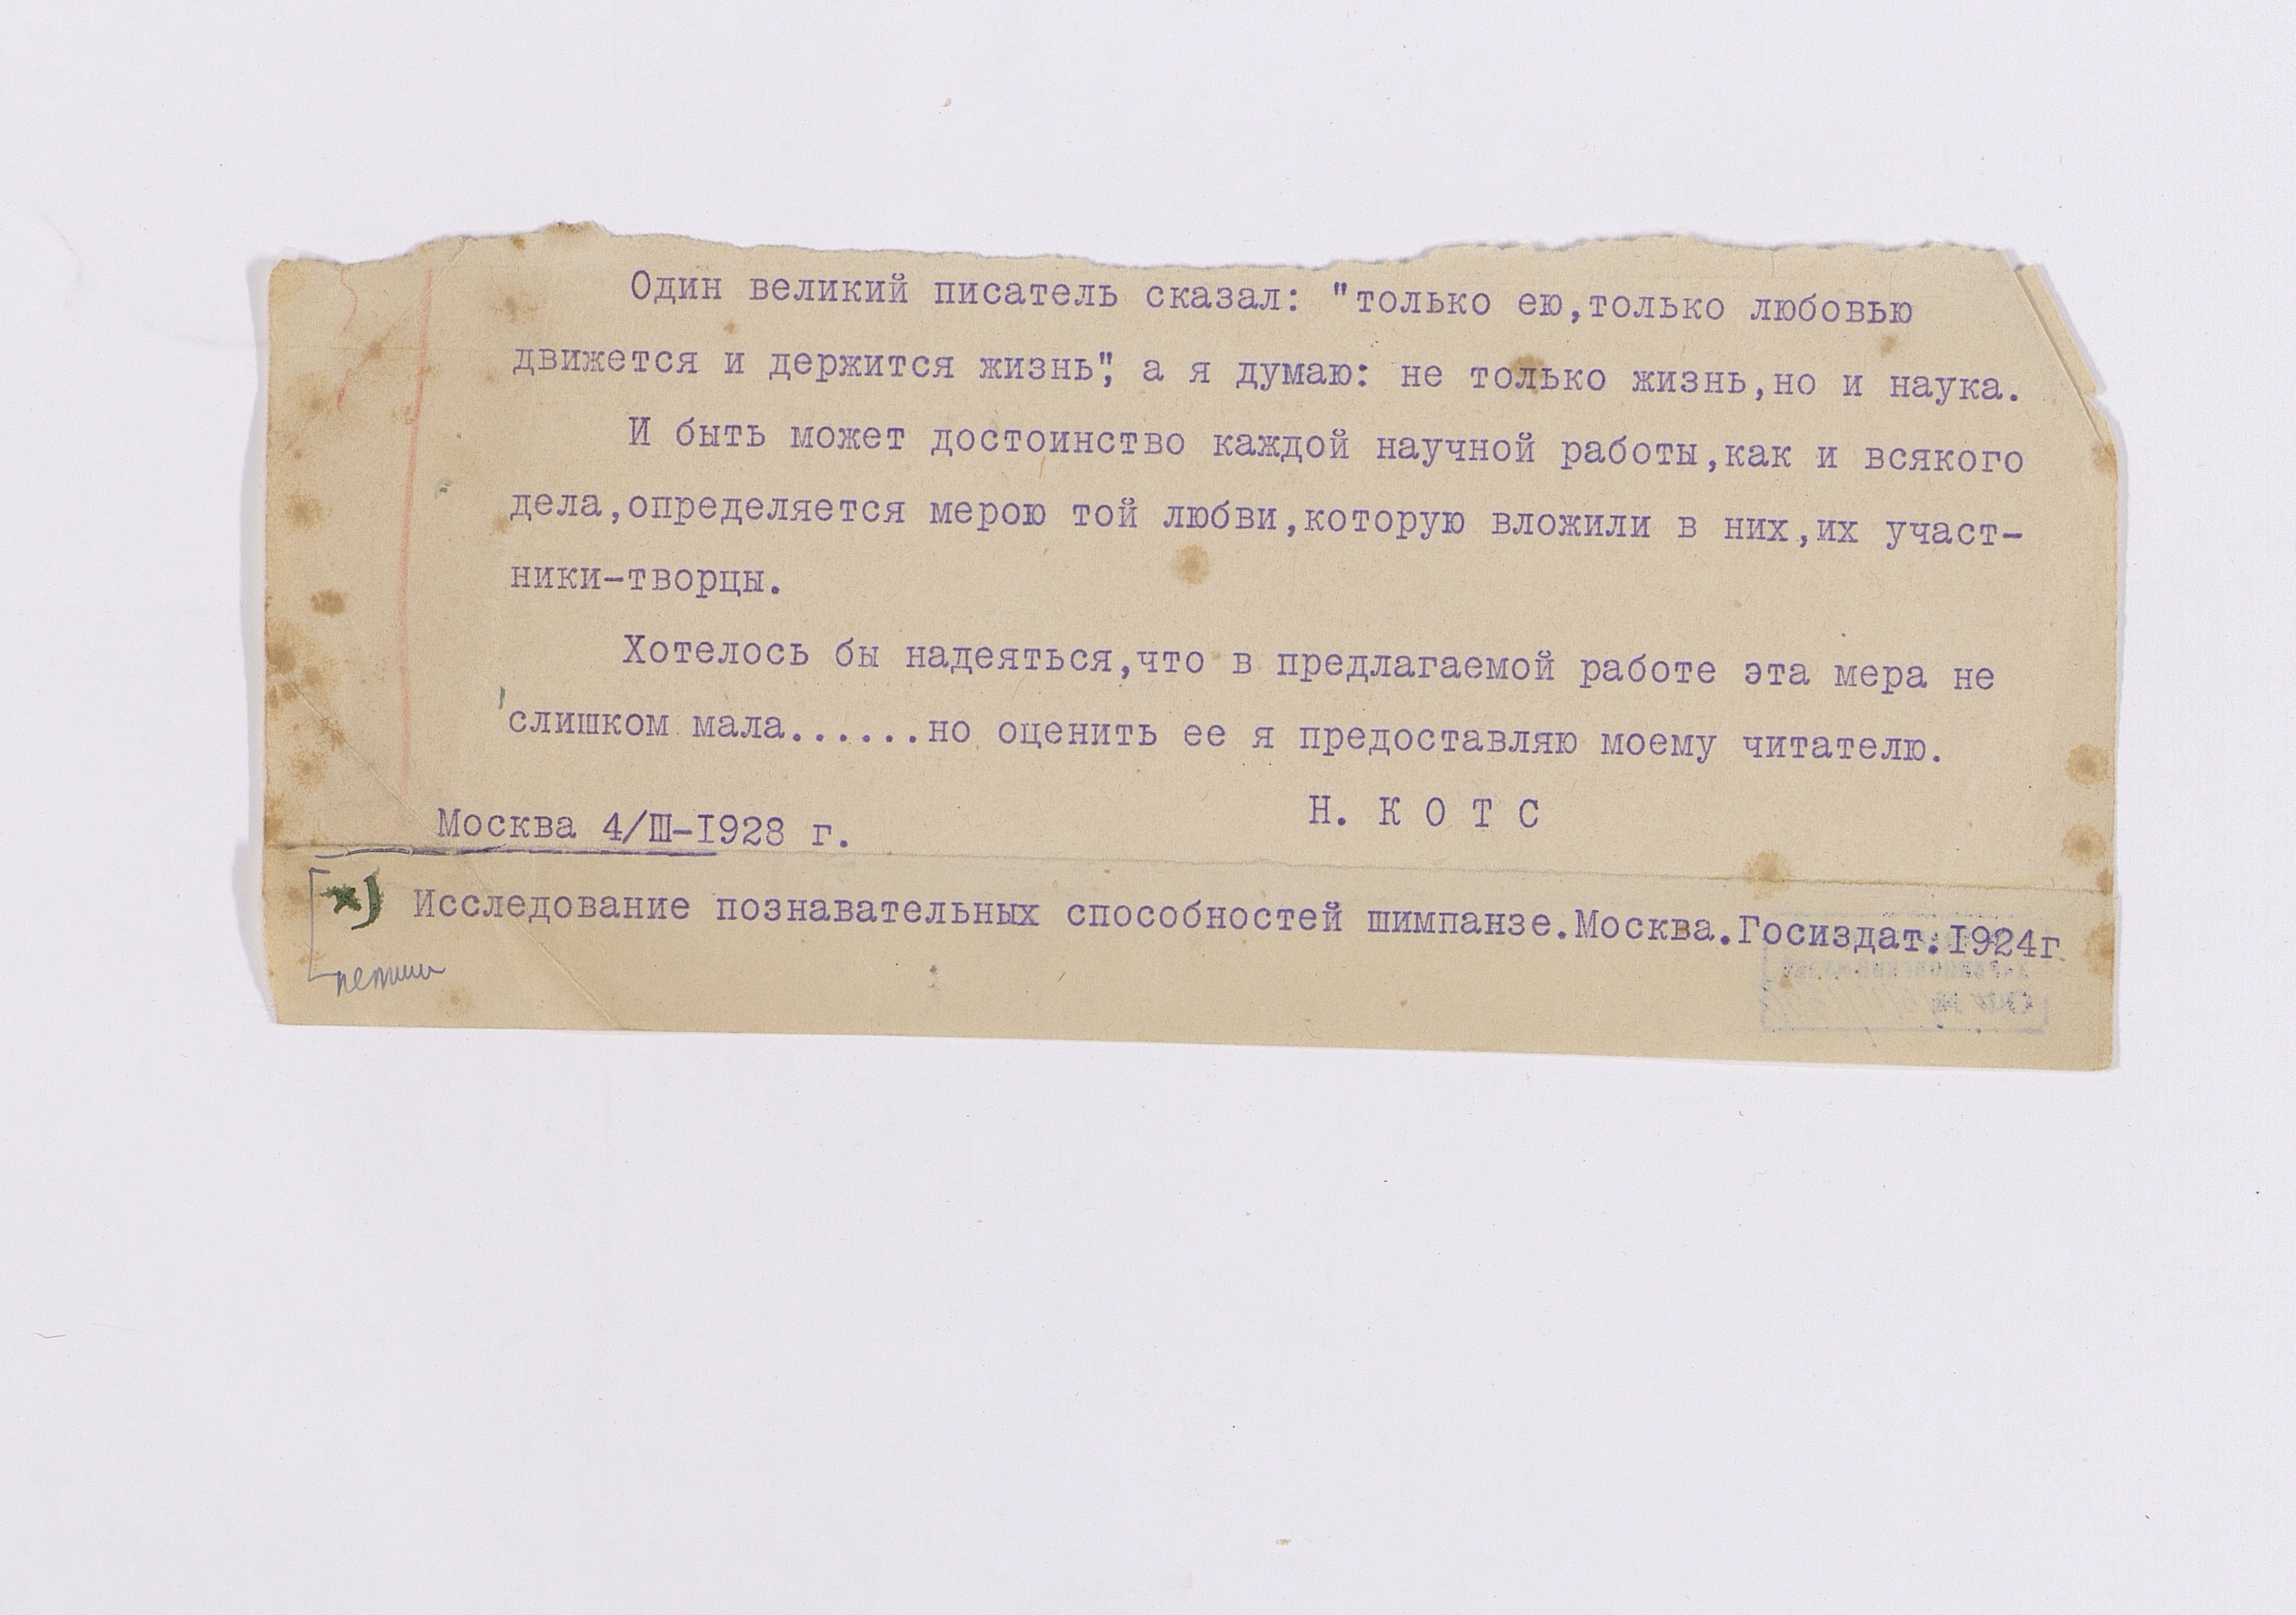 Один великий писатель сказал: "только ею,только любовью
движется и держится жизнь", а я думаю: не только жизнь,но и наука.
И быть может достоинство каждой научной работы,как и всякого
дела,определяется мерою той любви,которую вложили в них,их участ-
ники-творцы.
Хотелось бы надеяться,что в предлагаемой работе эта мера не
слишком мала......но оценить ее я предоставляю моему читателю.
Н. К О Т С
Москва 4/III-1928 г.
х) Исследование познавательных способностей шимпанзе.Москва.Госиздат.1924г
петит